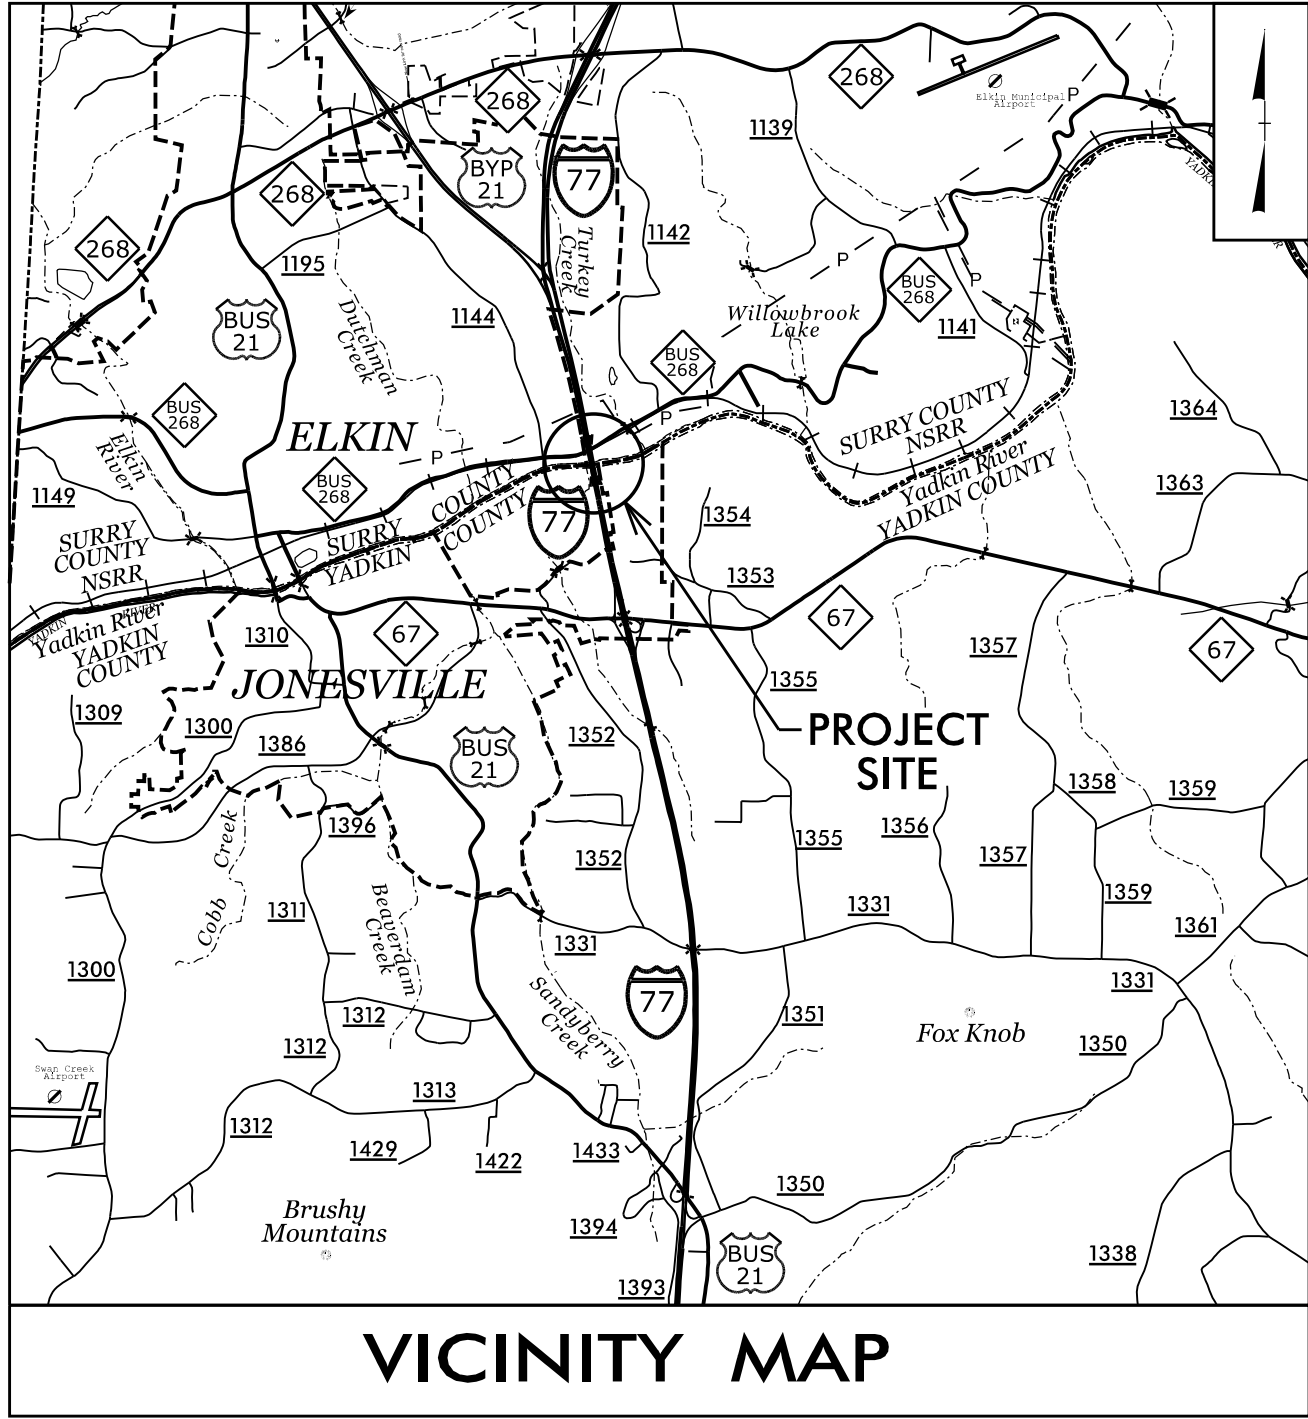 268
268
268
268
Elkin Municipal
Airport
P
1139
BYP
21
77
1142
Turkey
Creek
1195
P
P
BUS
268
1144
BUS
21
Dutchman
Creek
Willowbrook
Lake
1141
BUS
268
BUS
268
SURRY COUNTY
NSRR
Yadkin River
YADKIN COUNTY
1364
1363
P
ELKIN
P
Elkin
River
BUS
268
1149
SURRY
COUNTY
NSRR
SURRY COUNTY
YADKIN COUNTY
77
1354
1353
YADKIN RIVER
Yadkin River
YADKIN
COUNTY
1310
67
67
67
1357
JONESVILLE
1355
1309
1300
1386
BUS
21
1352
PROJECT
SITE
1358
1359
1396
Cobb Creek
1352
1355
1356
1357
1359
1311
Beaverdam
Creek
1331
1331
1361
1300
1331
Sandyberry
Creek
77
1312
1351
Fox Knob
1350
1312
Swan Creek
Airport
1313
1312
1429
1422
1433
1350
Brushy
Mountains
1394
1338
BUS
21
1393
VICINITY MAP